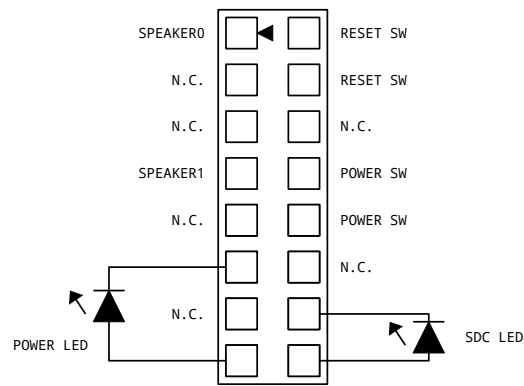 SPEAKER0 RESET SW
N.C. RESET SW
N.C. N.C.
SPEAKER1 POWER SW
N.C. POWER SW
N.C.
N.C.
POWER LED SDC LED